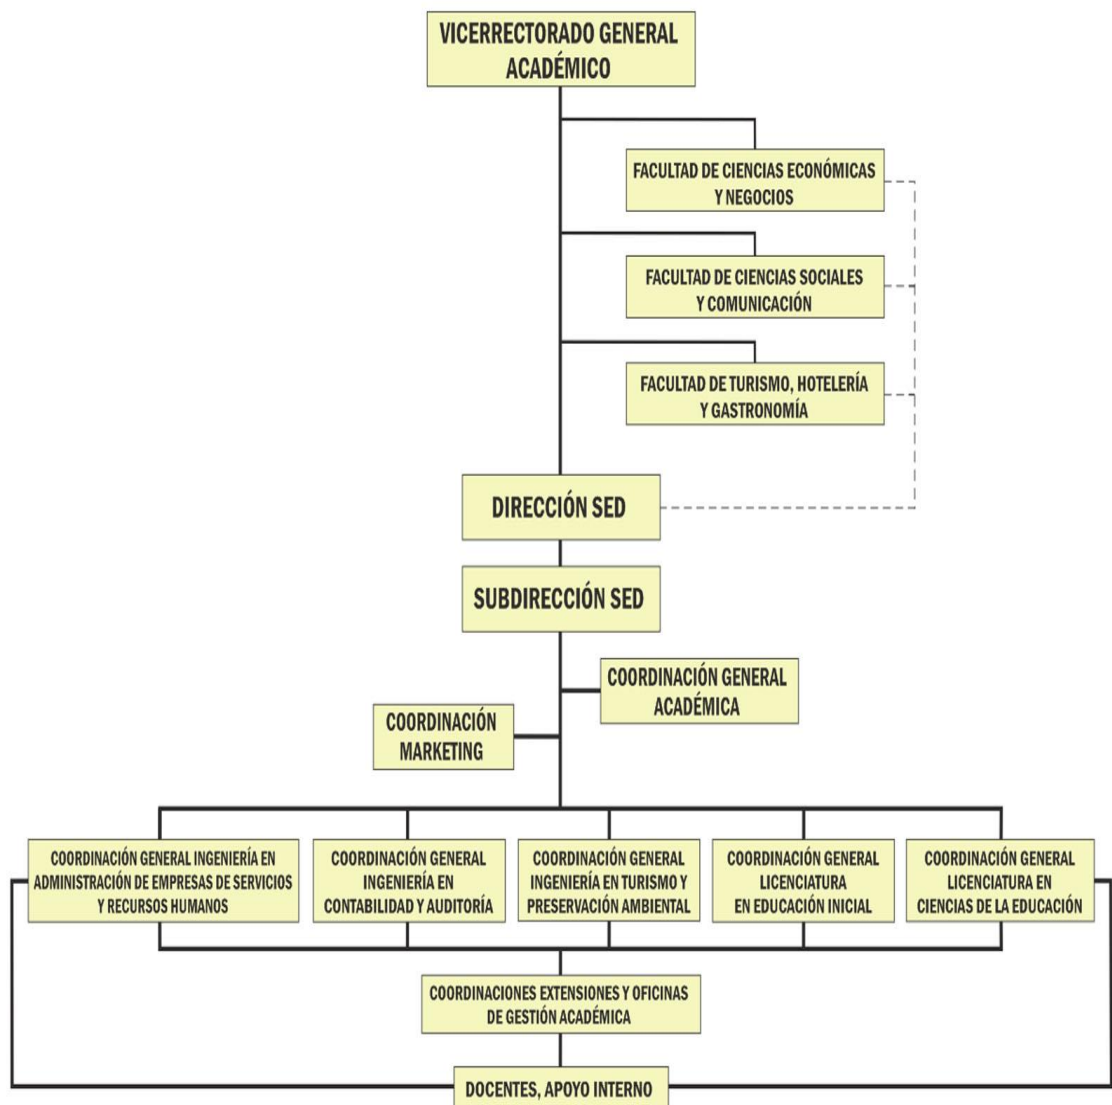 VICERRECTORADO GENERAL
ACADÉMICO
FACULTAD DE CIENCIAS ECONÓMICAS
Y NEGOCIOS
FACULTAD DE CIENCIAS SOCIALES
Y COMUNICACIÓN
FACULTAD DE TURISMO, HOTELERÍA
Y GASTRONOMÍA
DIRECCIÓN SED
SUBDIRECCIÓN SED
COORDINACIÓN GENERAL
ACADÉMICA
COORDINACIÓN
MARKETING
COORDINACIÓN GENERAL INGENIERÍA EN
ADMINISTRACIÓN DE EMPRESAS DE SERVICIOS
Y RECURSOS HUMANOS
COORDINACIÓN GENERAL
INGENIERÍA EN
CONTABILIDAD Y AUDITORÍA
COORDINACIÓN GENERAL
INGENIERÍA EN TURISMO Y
PRESERVACIÓN AMBIENTAL
COORDINACIÓN GENERAL
LICENCIATURA
EN EDUCACIÓN INICIAL
COORDINACIÓN GENERAL
LICENCIATURA EN
CIENCIAS DE LA EDUCACIÓN
COORDINACIONES EXTENSIONES Y OFICINAS
DE GESTIÓN ACADÉMICA
DOCENTES, APOYO INTERNO